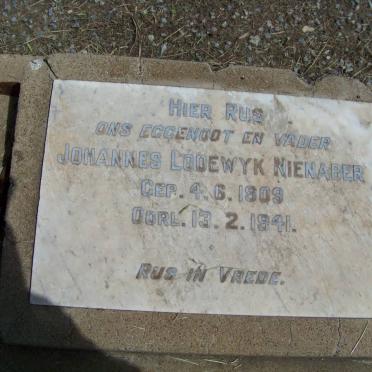 HIER RUS
ONS EGGENOOT EN VADER
JOHANNES LODEWYK NIENABER
GEB. 4. 6. 1869
OORL. 13. 2. 1941.
RUS IN VREDE.